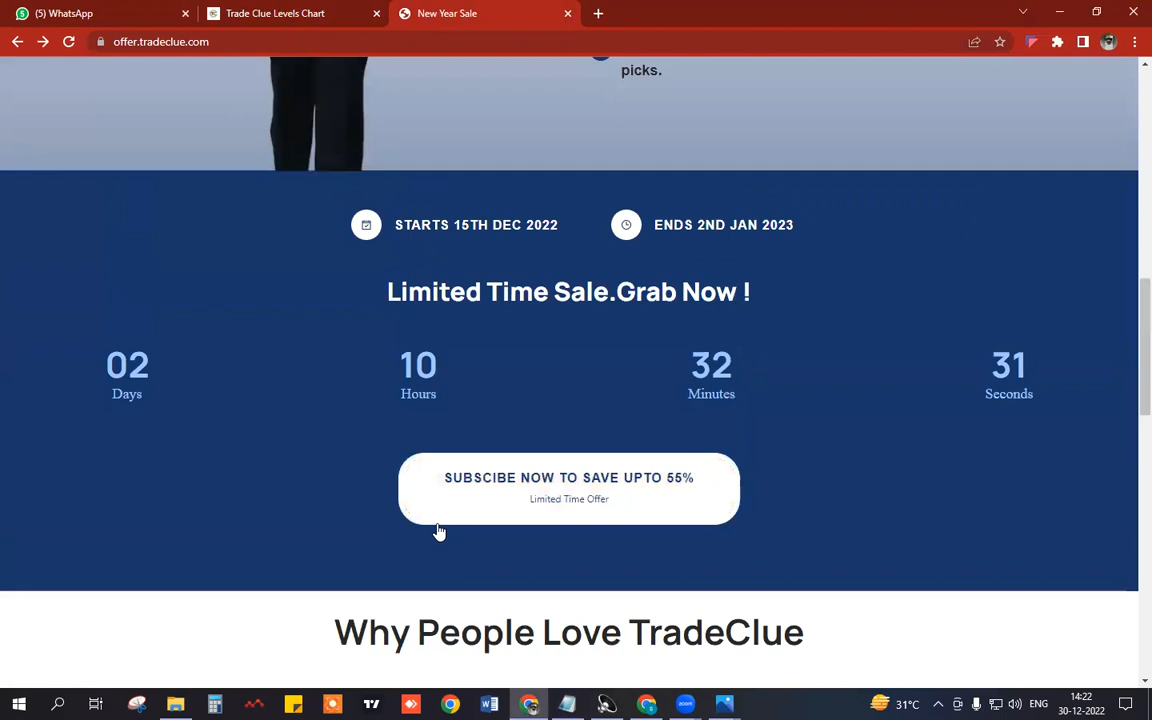 (5) WhatsApp
Trade Clue Levels Chart
New Year Sale
offer.tradeclue.com
picks.
STARTS 15TH DEC 2022
ENDS 2ND JAN 2023
Limited Time Sale.Grab Now !
02
10
32
31
Days
Hours
Minutes
Seconds
SUBSCIBE NOW TO SAVE UPTO 55%
Limited Time Offer
Why People Love TradeClue
31°C
ENG
14:22
30-12-2022